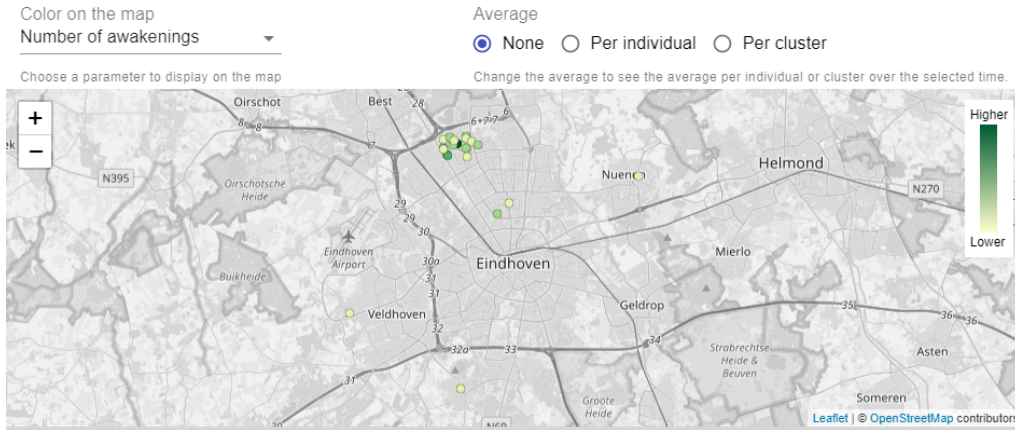 Color on the map
Number of awakenings
Average
None
Per individual
Per cluster
Choose a parameter to display on the map
Change the average to see the average per individual or cluster over the selected time.
+
−
Oirschot
Best
28
6
6+7
7
8
8
7
N395
Oirschotse
Heide
Nuenen
Helmond
N270
Higher
Lower
29
29
30
Eindhoven
Airport
30a
31
31
Buikheide
Eindhoven
Mierlo
Veldhoven
32
Geldrop
35
36
36
32a
33
34
Strabrechtse
Heide &
Beuven
Asten
31
Groote
Heide
Someren
N69
Leaflet | © OpenStreetMap contributors